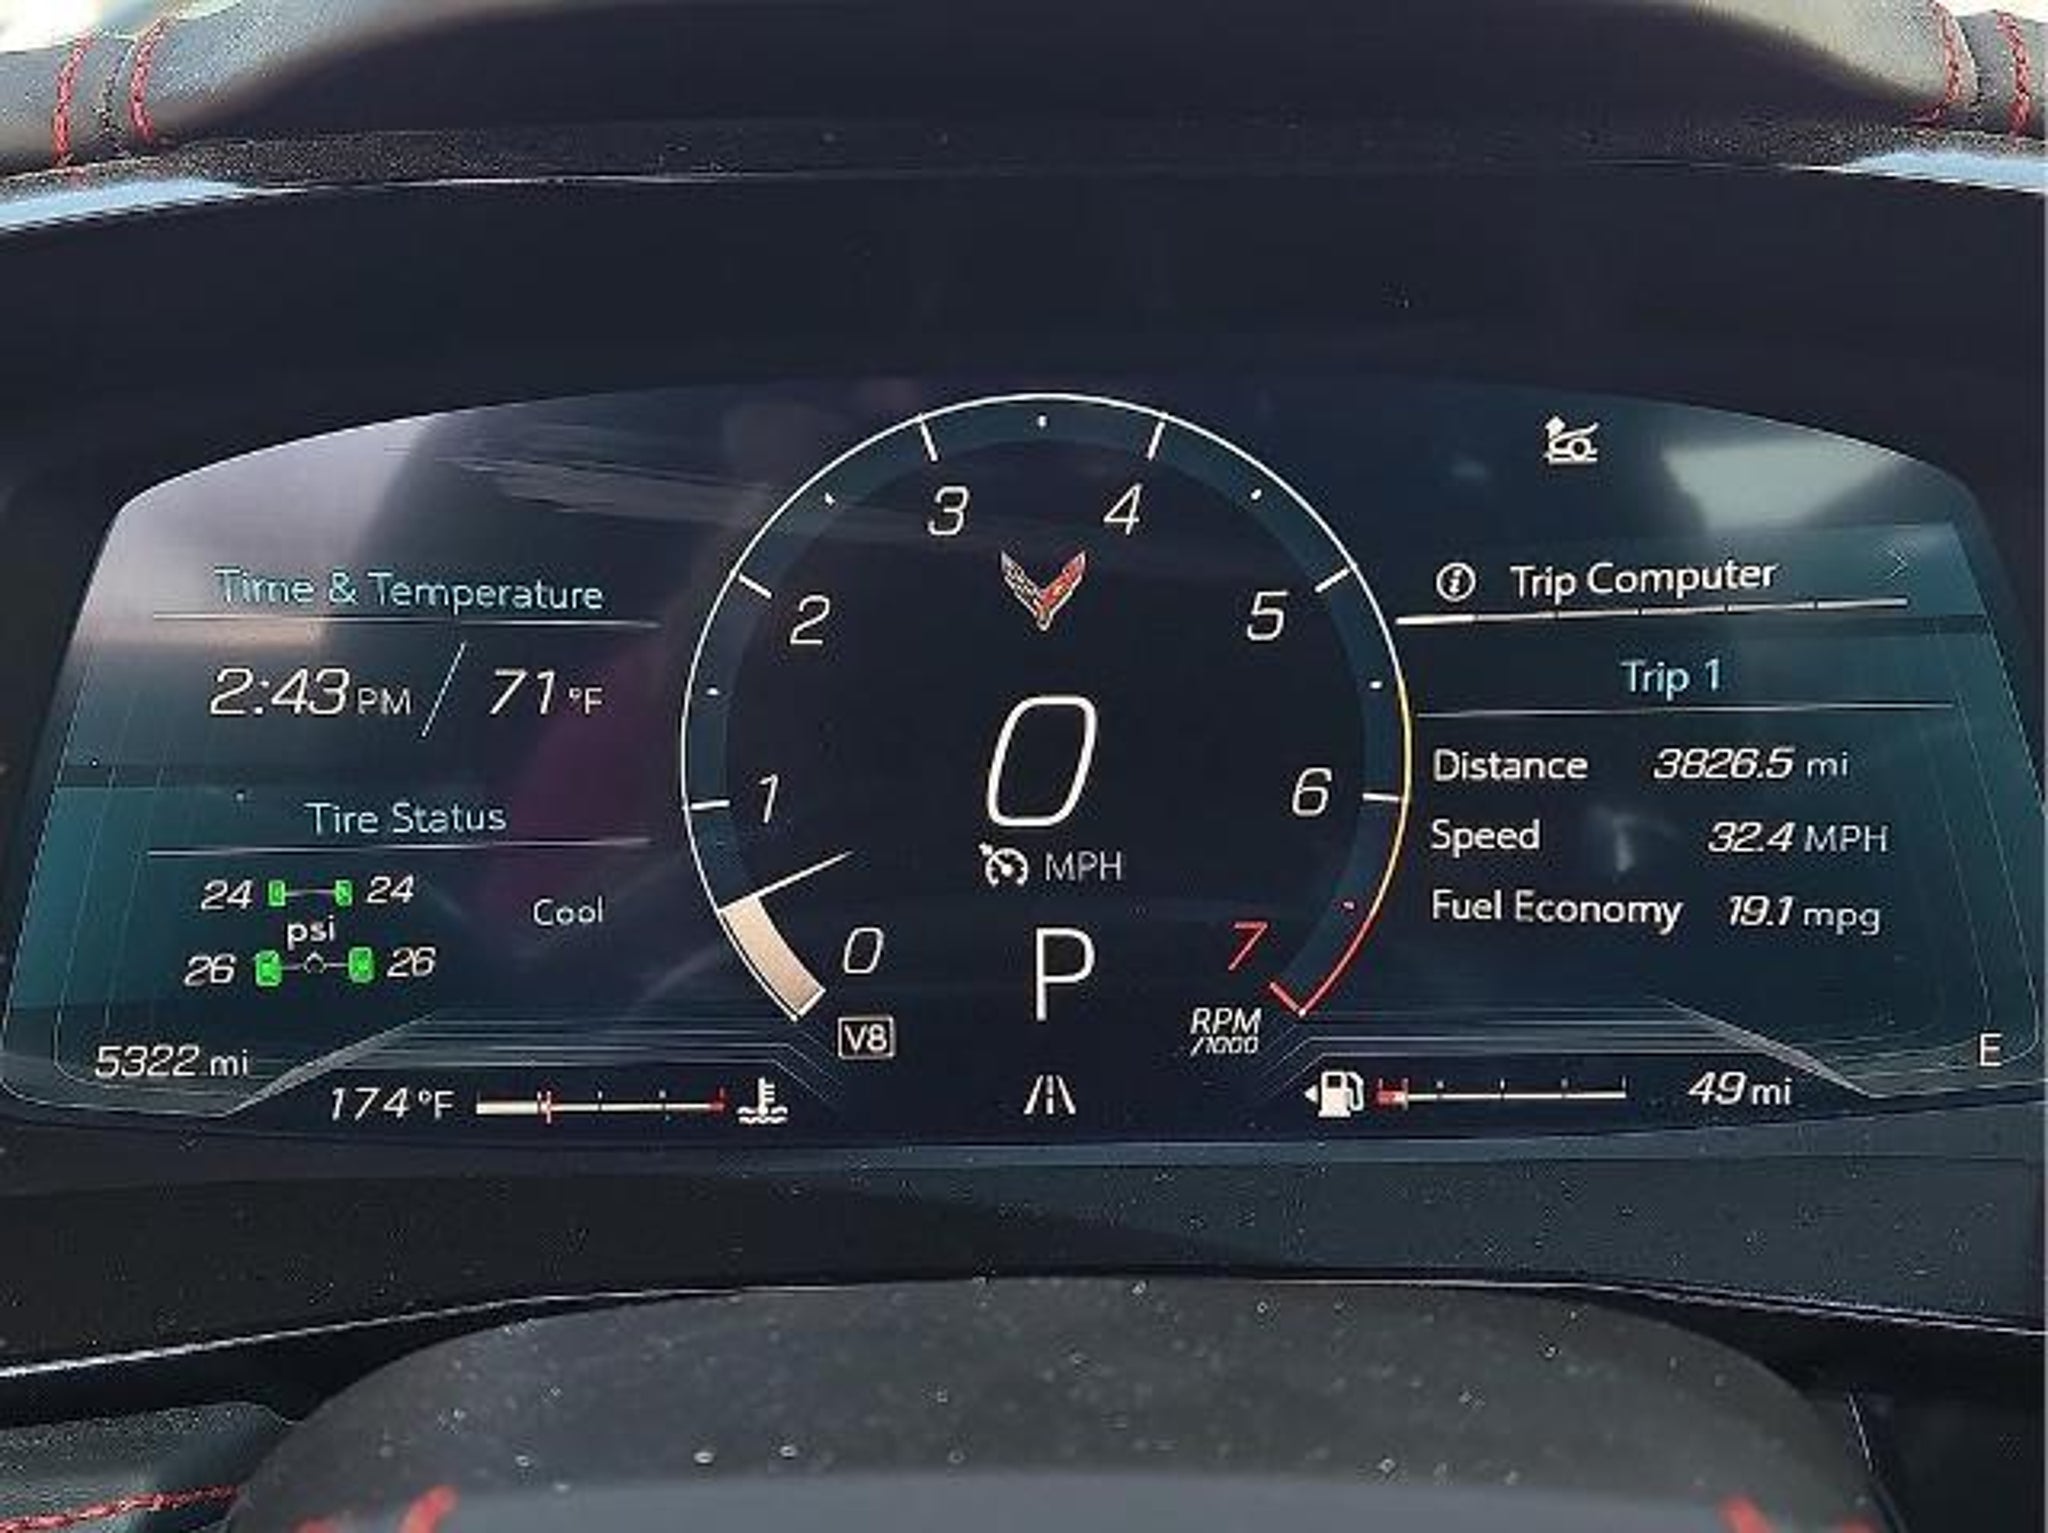 Time & Temperature
2:43 PM / 71 °F
Tire Status
24 24
psi
Cool
26 26
5322 mi
174 °F
0
1
2
3
4
5
6
7
0
MPH
P
V8
RPM
/1000
Trip Computer
Trip 1
Distance 3826.5 mi
Speed 32.4 MPH
Fuel Economy 19.1 mpg
49 mi
E